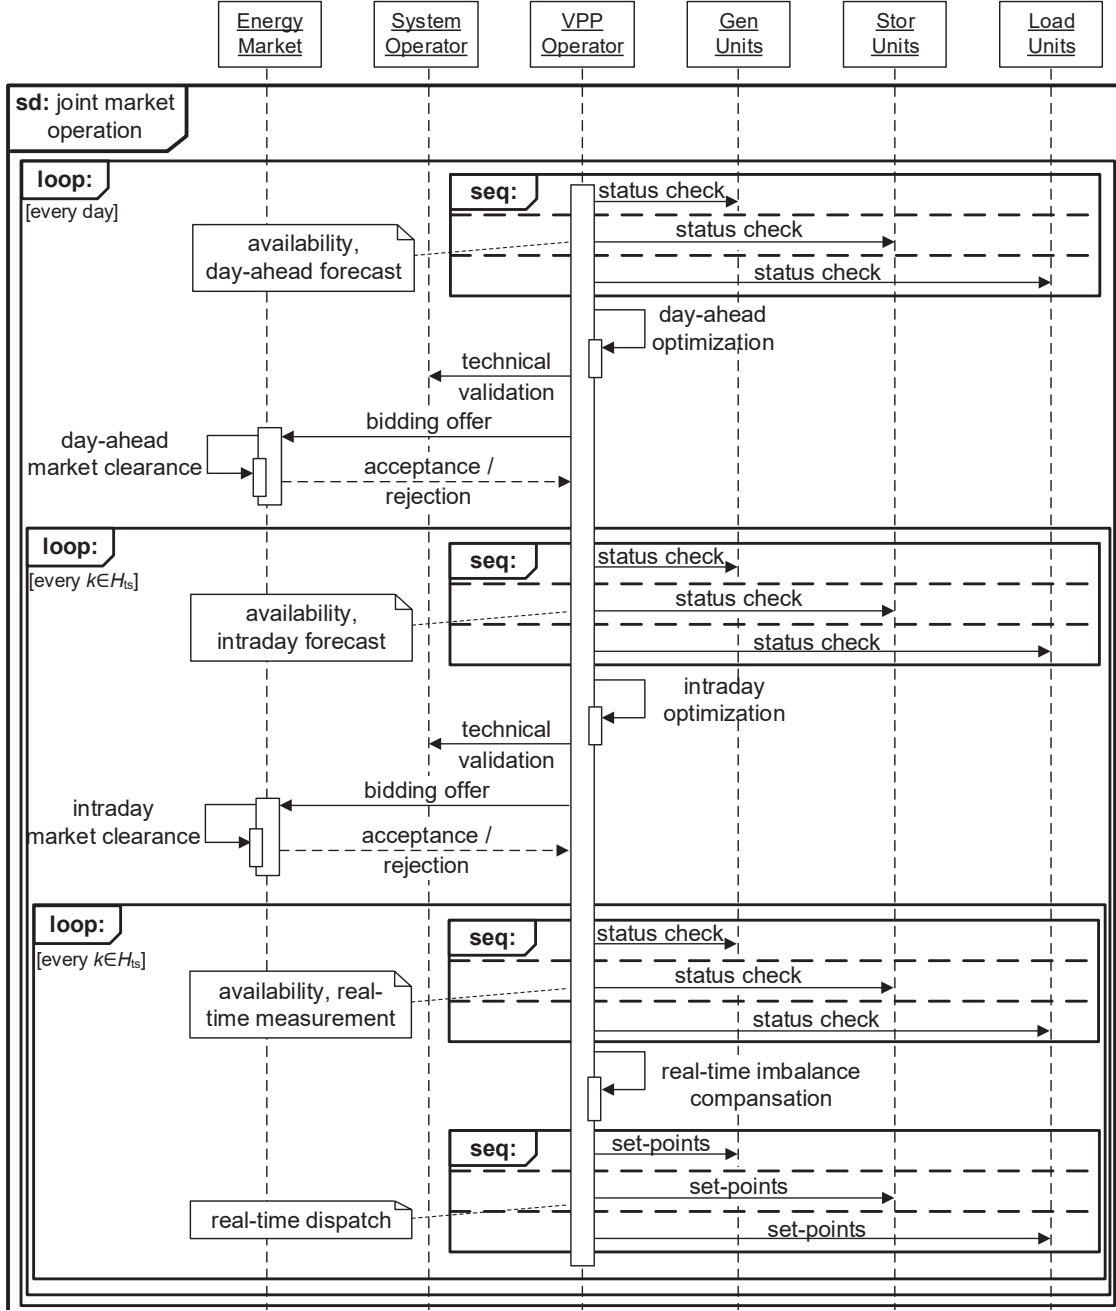 Energy
Market
System
Operator
VPP
Operator
Gen
Units
Stor
Units
Load
Units
sd: joint market
operation
loop:
[every day]
seq:
status check
status check
status check
availability,
day-ahead forecast
day-ahead
optimization
technical
validation
bidding offer
day-ahead
market clearance
acceptance /
rejection
loop:
[every k∈Hts]
seq:
status check
status check
status check
availability,
intraday forecast
intraday
optimization
technical
validation
bidding offer
intraday
market clearance
acceptance /
rejection
loop:
[every k∈Hts]
seq:
status check
status check
status check
availability, real-
time measurement
real-time imbalance
compansation
seq:
set-points
set-points
set-points
real-time dispatch